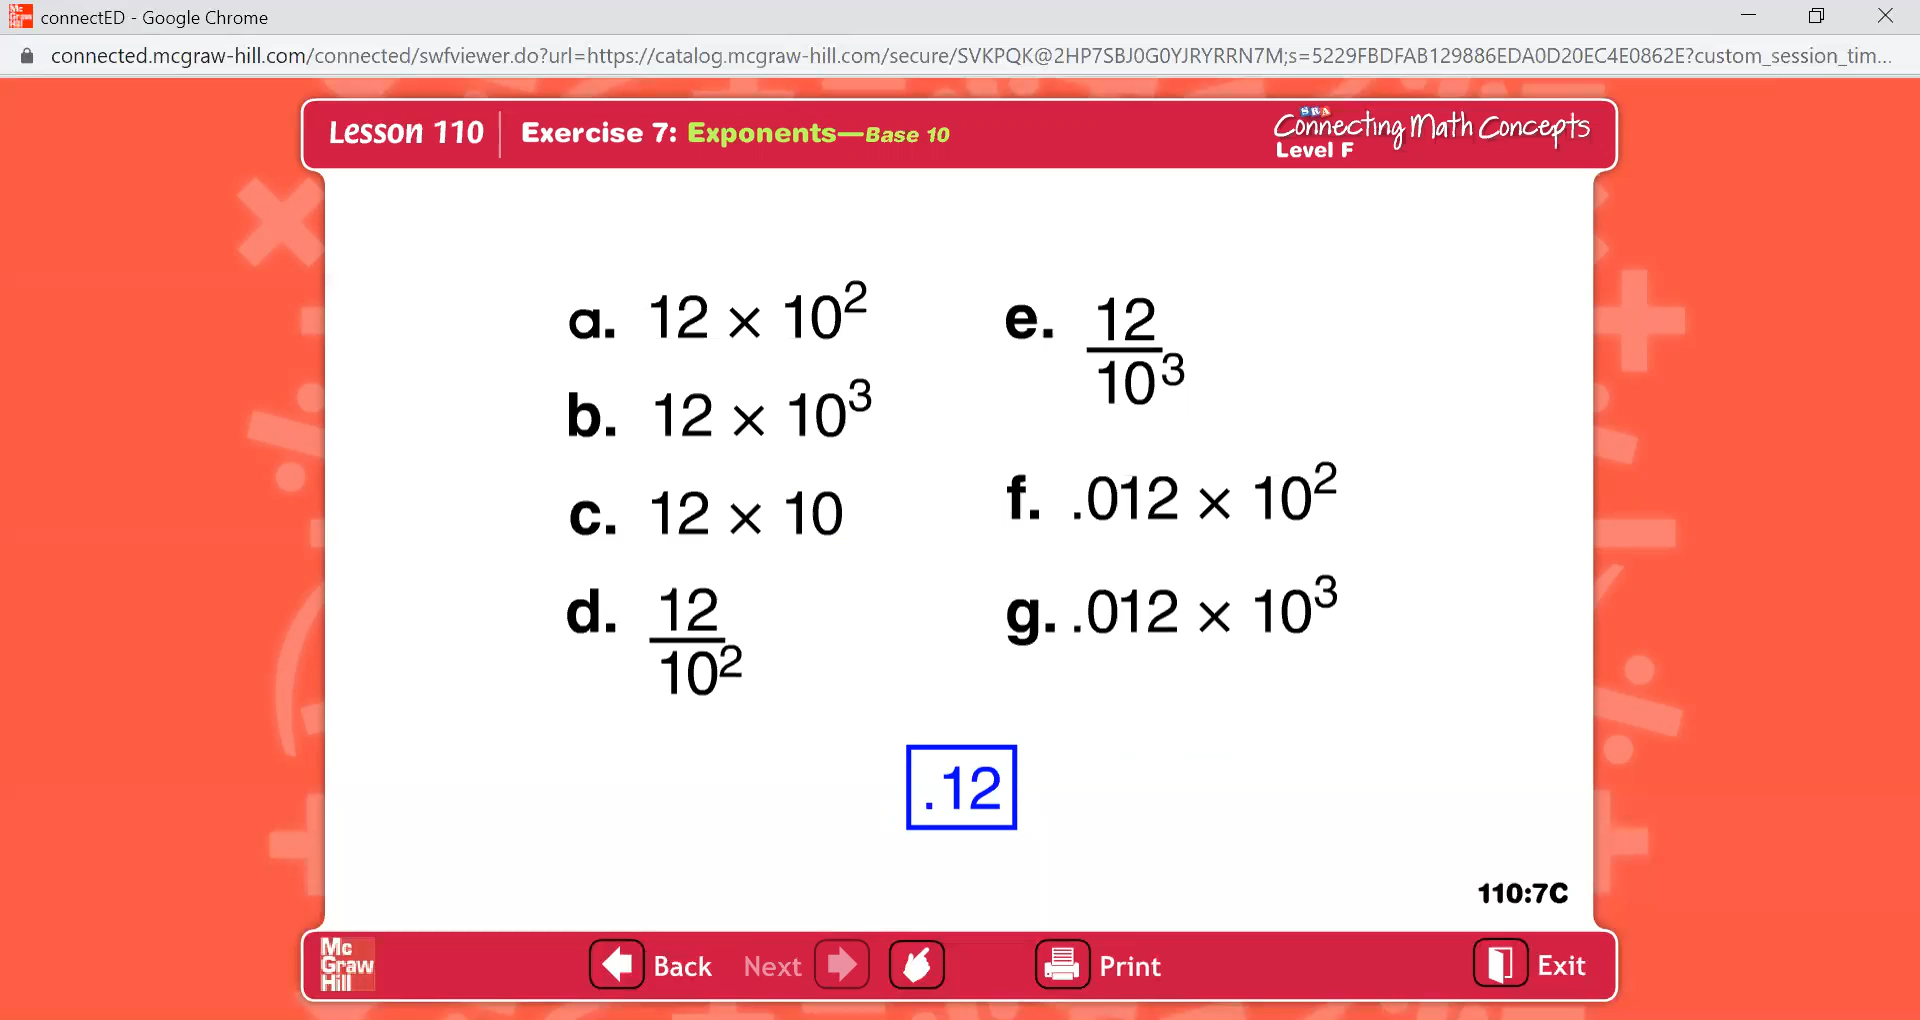 connectED - Google Chrome
connected.mcgraw-hill.com/connected/swfviewer.do?url=https://catalog.mcgraw-hill.com/secure/SVKPQK@2HP7SBJ0G0YJRYRRN7M;s=5229FBDFAB129886EDA0D20EC4E0862E?custom_session_tim...
Lesson 110 Exercise 7: Exponents—Base 10
SRA
Connecting Math Concepts
Level F
a. 12 × 10²
b. 12 × 10³
c. 12 × 10
d. 12/10²
e. 12/10³
f. .012 × 10²
g. .012 × 10³
.12
110:7C
Mc
Graw
Hill
Back Next Print Exit